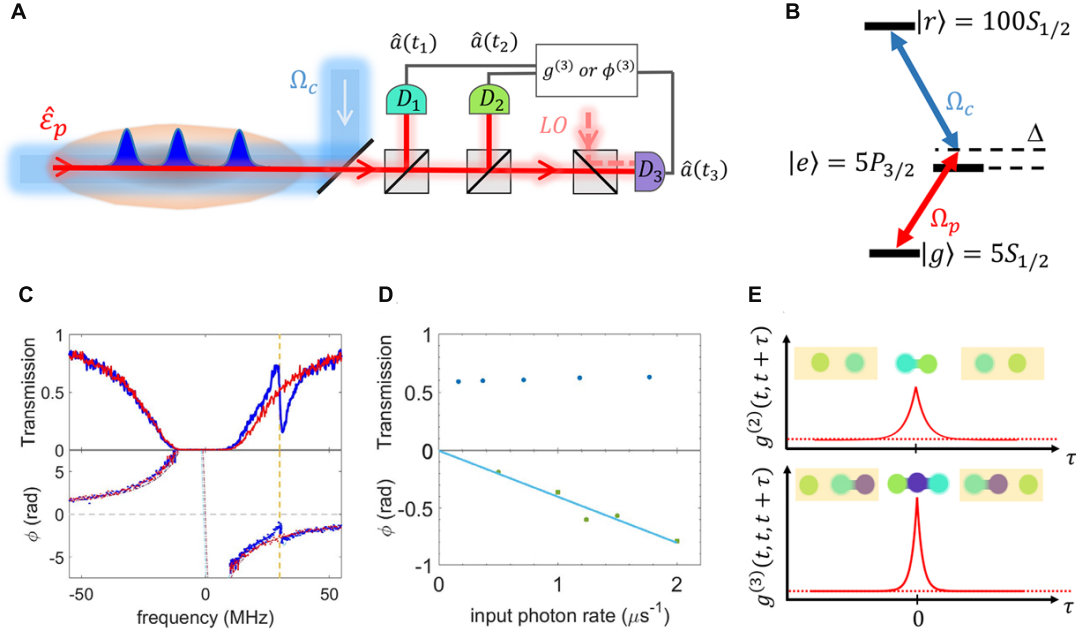 A
B
â(t₁)
â(t₂)
|r⟩ = 100S₁/₂
Ω_c
g⁽³⁾ or ϕ⁽³⁾
Ω_c
ε̂_p
D₁
D₂
LO
D₃
â(t₃)
Δ
|e⟩ = 5P₃/₂
Ω_p
|g⟩ = 5S₁/₂
C
D
E
1
Transmission
0.5
0
5
ϕ (rad)
0
-5
-50
0
50
frequency (MHz)
1
Transmission
0.5
0
ϕ (rad)
-0.5
-1
0
1
2
input photon rate (μs⁻¹)
g⁽²⁾(t, t + τ)
τ
g⁽³⁾(t, t, t + τ)
τ
0